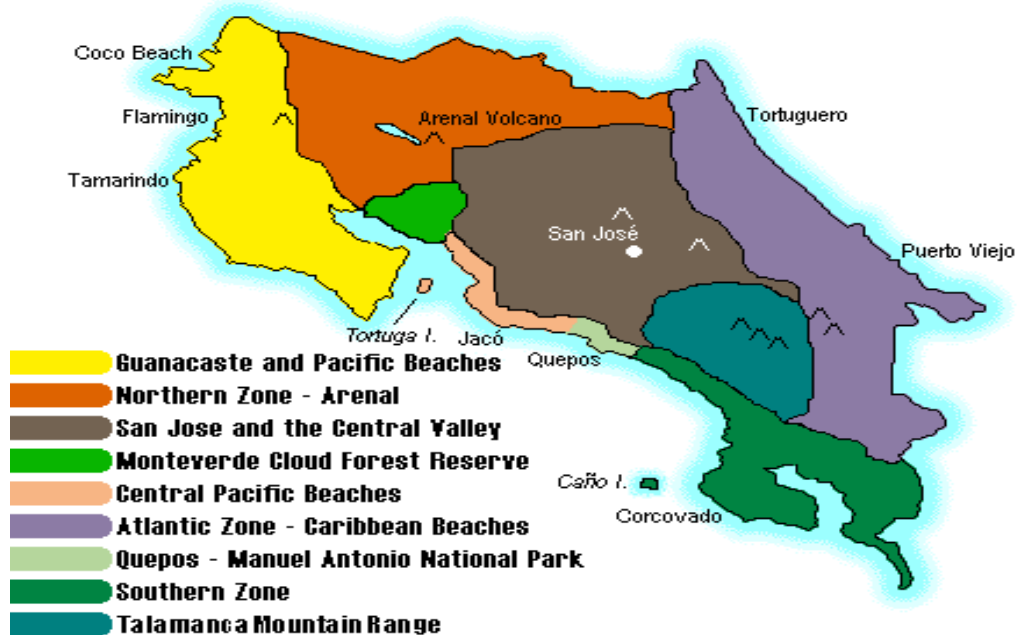 Coco Beach
Flamingo
Arenal Volcano
Tortuguero
Tamarindo
San José
Puerto Viejo
Tortuga I.
Jacó
Quepos
Guanacaste and Pacific Beaches
Northern Zone - Arenal
San Jose and the Central Valley
Monteverde Cloud Forest Reserve
Caño I.
Central Pacific Beaches
Corcovado
Atlantic Zone - Caribbean Beaches
Quepos - Manuel Antonio National Park
Southern Zone
Talamanca Mountain Range